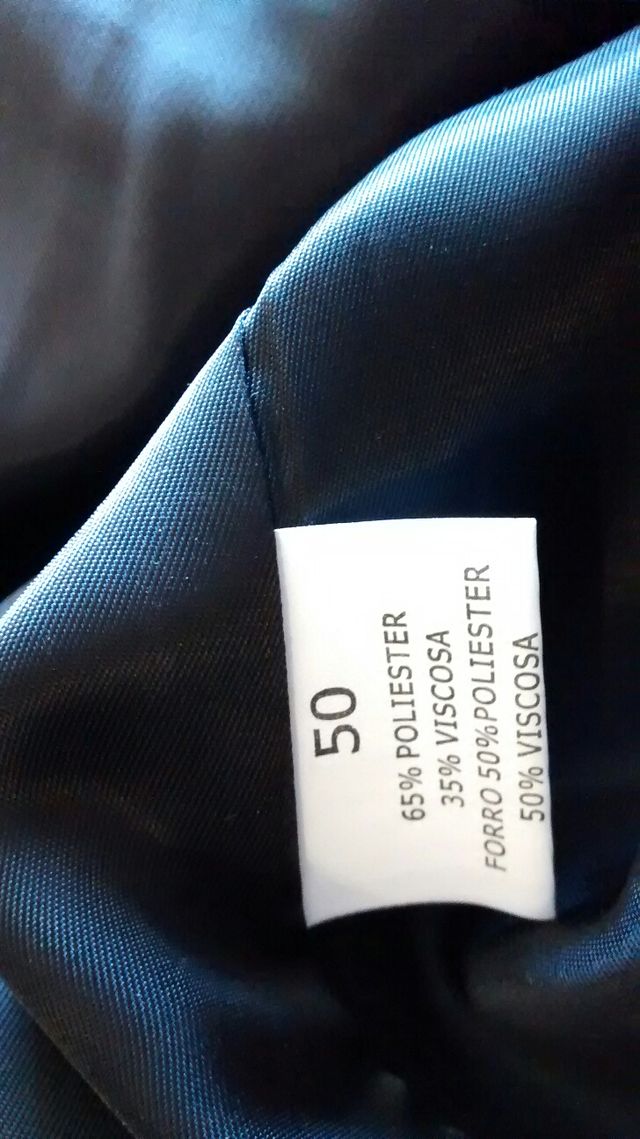 50
65% POLIESTER
35% VISCOSA
FORRO 50%POLIESTER
50% VISCOSA